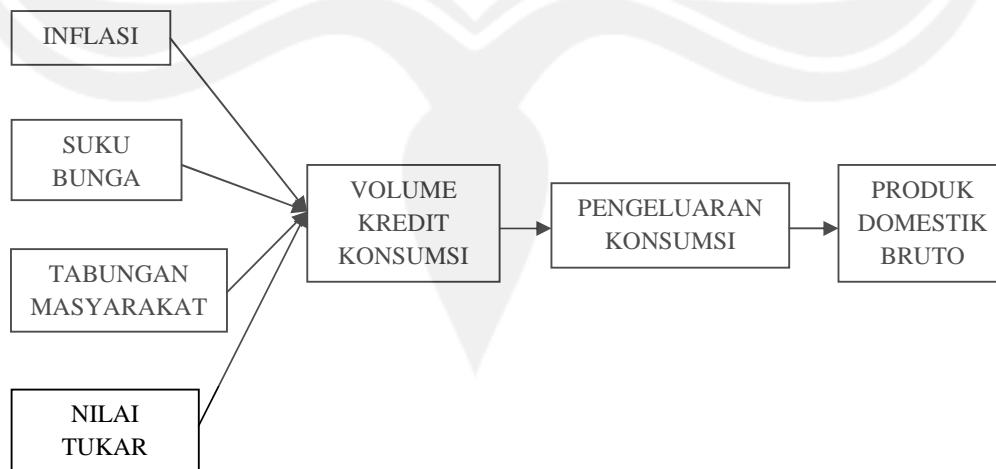 INFLASI
SUKU
BUNGA
TABUNGAN
MASYARAKAT
NILAI
TUKAR
VOLUME
KREDIT
KONSUMSI
PENGELUARAN
KONSUMSI
PRODUK
DOMESTIK
BRUTO